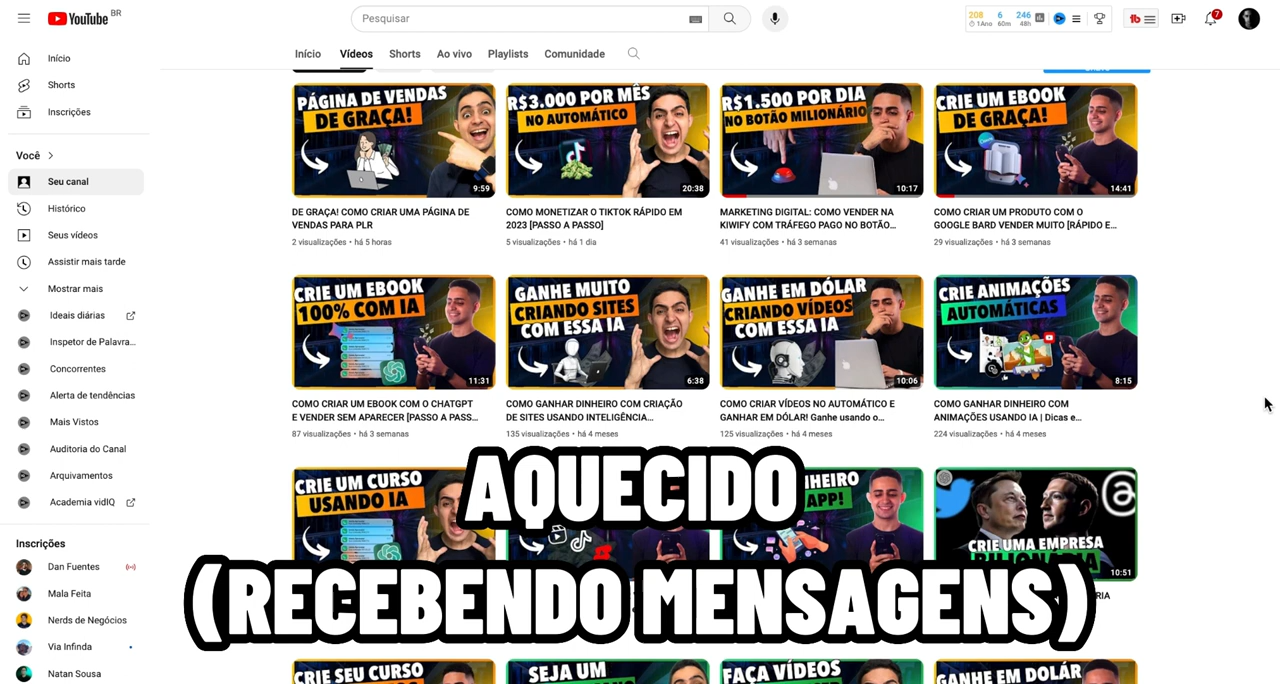 YouTube BR
Pesquisar
208 6 246
1Ano 60m 48h
tb
7
Início
Vídeos
Shorts
Ao vivo
Playlists
Comunidade
Início
Shorts
Inscrições
Você
Seu canal
Histórico
Seus vídeos
Assistir mais tarde
Mostrar mais
Ideais diárias
Inspetor de Palavra...
Concorrentes
Alerta de tendências
Mais Vistos
Auditoria do Canal
Arquivamentos
Academia vidIQ
Inscrições
Dan Fuentes
Mala Feita
Nerds de Negócios
Via Infinda
Natan Sousa
PÁGINA DE VENDAS
DE GRAÇA!
9:59
DE GRAÇA! COMO CRIAR UMA PÁGINA DE
VENDAS PARA PLR
2 visualizações • há 5 horas
R$3.000 POR MÊS
NO AUTOMÁTICO
20:38
COMO MONETIZAR O TIKTOK RÁPIDO EM
2023 [PASSO A PASSO]
5 visualizações • há 1 dia
R$1.500 POR DIA
NO BOTÃO MILIONÁRIO
10:17
MARKETING DIGITAL: COMO VENDER NA
KIWIFY COM TRÁFEGO PAGO NO BOTÃO...
41 visualizações • há 3 semanas
CRIE UM EBOOK
DE GRAÇA!
14:41
COMO CRIAR UM PRODUTO COM O
GOOGLE BARD VENDER MUITO [RÁPIDO E...
29 visualizações • há 3 semanas
CRIE UM EBOOK
100% COM IA
11:31
COMO CRIAR UM EBOOK COM O CHATGPT
E VENDER SEM APARECER [PASSO A PASS...
87 visualizações • há 3 semanas
GANHE MUITO
CRIANDO SITES
COM ESSA IA
6:38
COMO GANHAR DINHEIRO COM CRIAÇÃO
DE SITES USANDO INTELIGÊNCIA...
135 visualizações • há 4 meses
GANHE EM DÓLAR
CRIANDO VÍDEOS
COM ESSA IA
10:06
COMO CRIAR VÍDEOS NO AUTOMÁTICO E
GANHAR EM DÓLAR! Ganhe usando o...
125 visualizações • há 4 meses
CRIE ANIMAÇÕES
AUTOMÁTICAS
8:15
COMO GANHAR DINHEIRO COM
ANIMAÇÕES USANDO IA | Dicas e...
224 visualizações • há 4 meses
CRIE UM CURSO
USANDO IA
APP!
CRIE UMA EMPRESA
10:51
AQUECIDO
(RECEBENDO MENSAGENS)
CRIE SEU CURSO
SEJA UM
FAÇA VÍDEOS
GANHE EM DOLAR